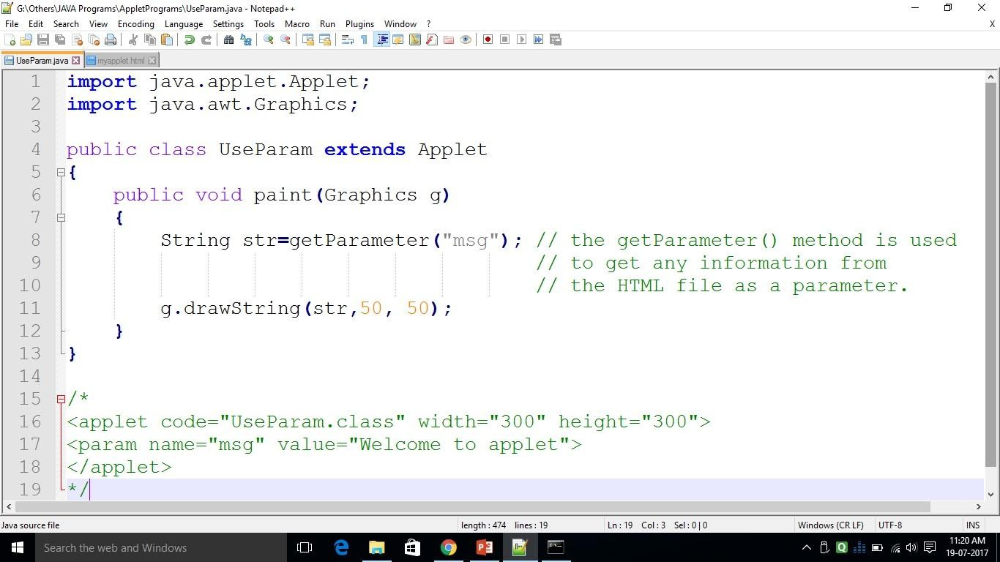 G:\Others\JAVA Programs\AppletPrograms\UseParam.java - Notepad++
File Edit Search View Encoding Language Settings Tools Macro Run Plugins Window ? X
UseParam.java myapplet.html
1 import java.applet.Applet;
2 import java.awt.Graphics;
3
4 public class UseParam extends Applet
5 {
6 public void paint(Graphics g)
7 {
8 String str=getParameter("msg"); // the getParameter() method is used
9 // to get any information from
10 // the HTML file as a parameter.
11 g.drawString(str,50, 50);
12 }
13 }
14
15 /*
16 <applet code="UseParam.class" width="300" height="300">
17 <param name="msg" value="Welcome to applet">
18 </applet>
19 */
Java source file length : 474 lines : 19 Ln : 19 Col : 3 Sel : 0 | 0 Windows (CR LF) UTF-8 INS
Search the web and Windows
11:20 AM
19-07-2017